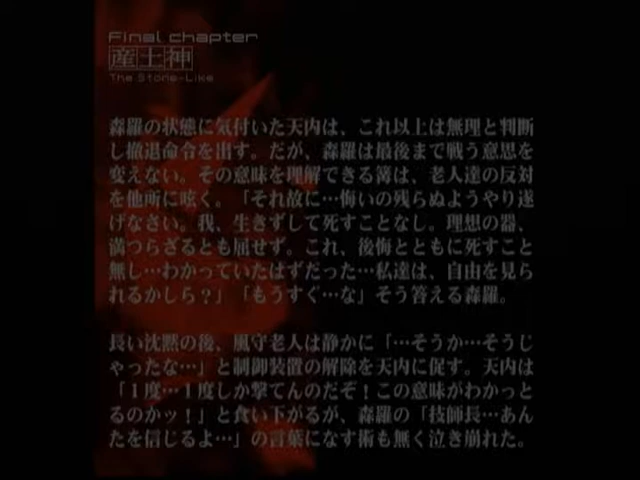 Final chapter
産土神
The Stone-Like
森羅の状態に気付いた天内は、これ以上は無理と判断
し撤退命令を出す。だが、森羅は最後まで戦う意思を
変えない。その意味を理解できる篝は、老人達の反対
を他所に呟く。「それ故に…悔いの残らぬようやり遂
げなさい。我、生きずして死すことなし。理想の器、
満つらざるとも屈せず。これ、後悔とともに死すこと
無し…わかっていたはずだった…私達は、自由を見ら
れるかしら？」「もうすぐ…な」そう答える森羅。
長い沈黙の後、風守老人は静かに「…そうか…そうじ
ゃったな…」と制御装置の解除を天内に促す。天内は
「１度…１度しか撃てんのだぞ！この意味がわかっと
るのかッ！」と食い下がるが、森羅の「技師長…あん
たを信じるよ…」の言葉になす術も無く泣き崩れた。